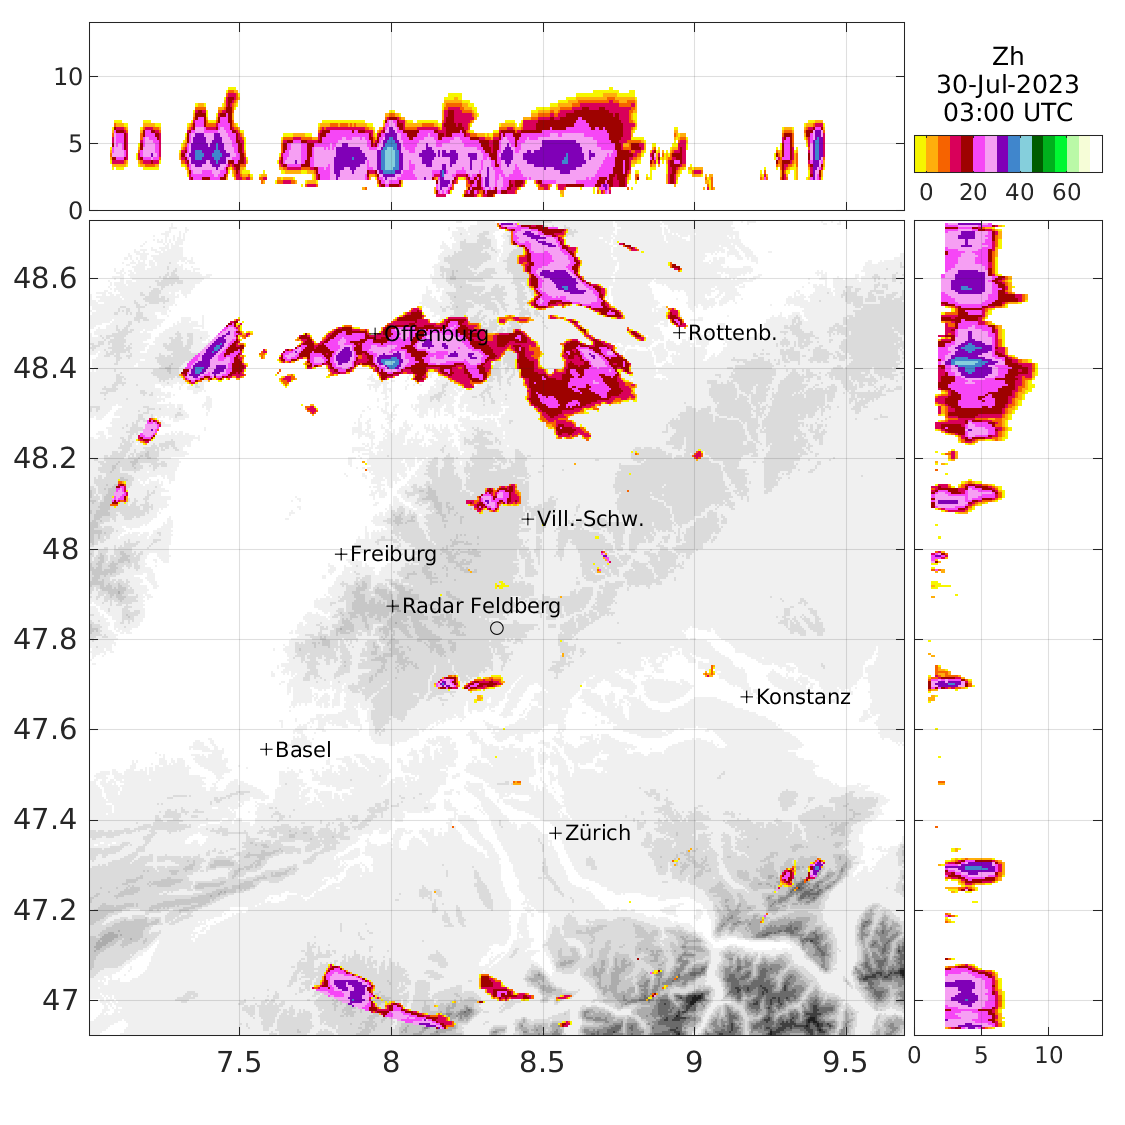 10
5
0
Zh
30-Jul-2023
03:00 UTC
0 20 40 60
48.6
48.4
48.2
48
47.8
47.6
47.4
47.2
47
Offenburg
Rottenb.
Vill.-Schw.
Freiburg
Radar Feldberg
Konstanz
Basel
Zürich
7.5 8 8.5 9 9.5
0 5 10